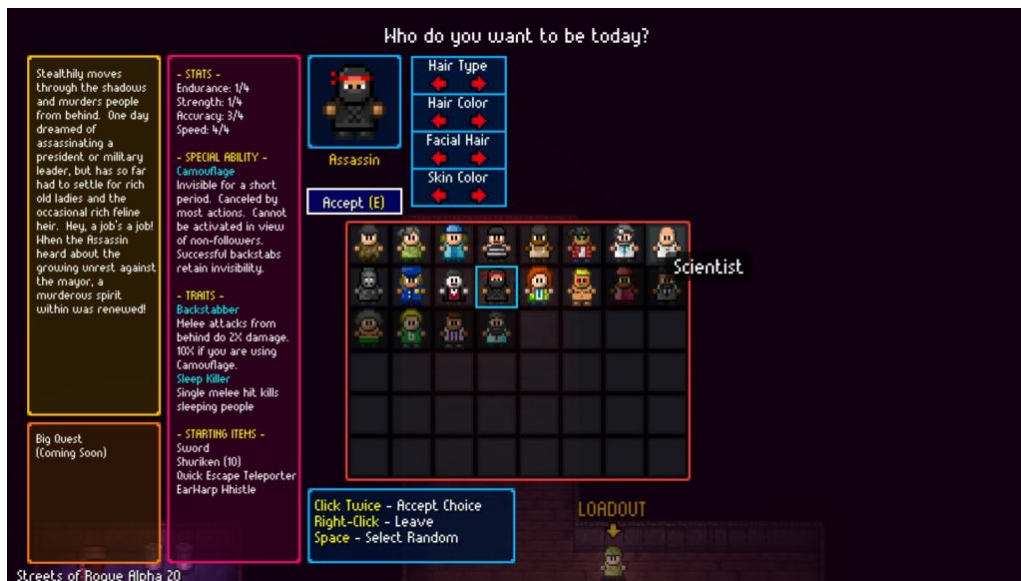 Who do you want to be today?
Stealthily moves
through the shadows
and murders people
from behind. One day
dreamed of
assassinating a
president or military
leader, but has so far
had to settle for rich
old ladies and the
occasional rich feline
heir. Hey, a job's a job!
When the Assassin
heard about the
growing unrest against
the mayor, a
murderous spirit
within was renewed!
Big Quest
(Coming Soon)
- STATS -
Endurance: 1/4
Strength: 1/4
Accuracy: 3/4
Speed: 4/4
- SPECIAL ABILITY -
Camouflage
Invisible for a short
period. Canceled by
most actions. Cannot
be activated in view
of non-followers.
Successful backstabs
retain invisibility.
- TRAITS -
Backstabber
Melee attacks from
behind do 2X damage.
10X if you are using
Camouflage.
Sleep Killer
Single melee hit kills
sleeping people
- STARTING ITEMS -
Sword
Shuriken (10)
Quick Escape Teleporter
EarWarp Whistle
Assassin
Accept (E)
Hair Type
Hair Color
Facial Hair
Skin Color
Scientist
Click Twice - Accept Choice
Right-Click - Leave
Space - Select Random
LOADOUT
Streets of Rogue Alpha 20